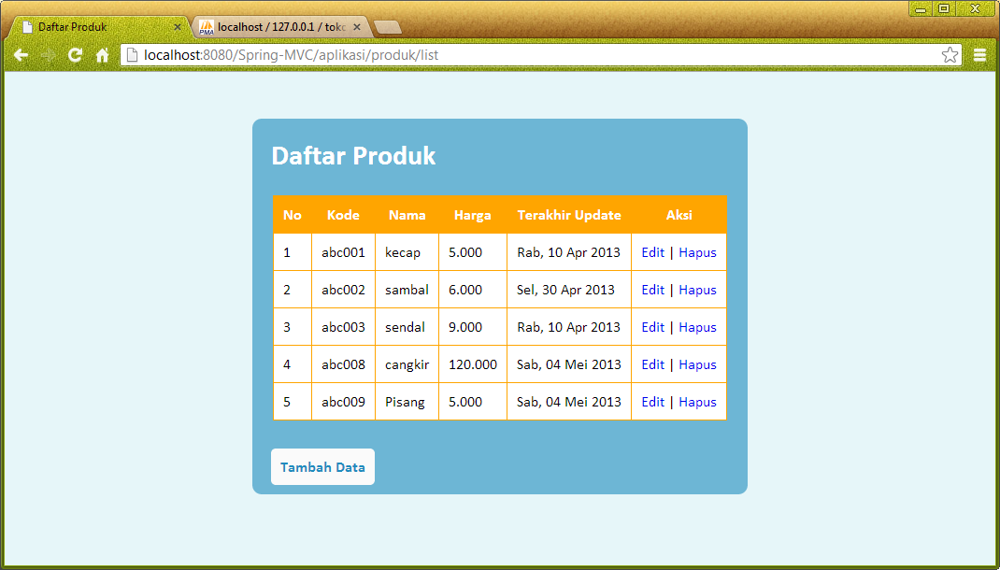 Daftar Produk
localhost / 127.0.0.1 / toko
localhost:8080/Spring-MVC/aplikasi/produk/list
Daftar Produk
No Kode Nama Harga Terakhir Update Aksi
1 abc001 kecap 5.000 Rab, 10 Apr 2013 Edit | Hapus
2 abc002 sambal 6.000 Sel, 30 Apr 2013 Edit | Hapus
3 abc003 sendal 9.000 Rab, 10 Apr 2013 Edit | Hapus
4 abc008 cangkir 120.000 Sab, 04 Mei 2013 Edit | Hapus
5 abc009 Pisang 5.000 Sab, 04 Mei 2013 Edit | Hapus
Tambah Data